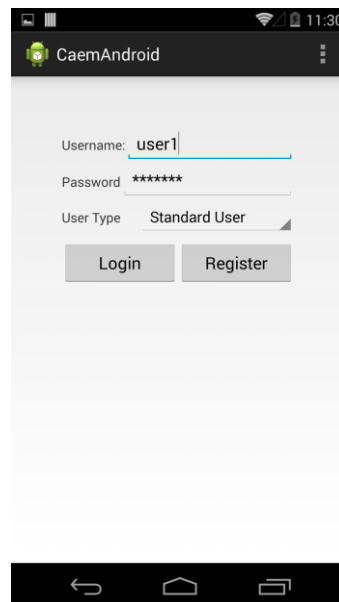 11:30
CaemAndroid
Username: user1
Password *******
User Type Standard User
Login Register